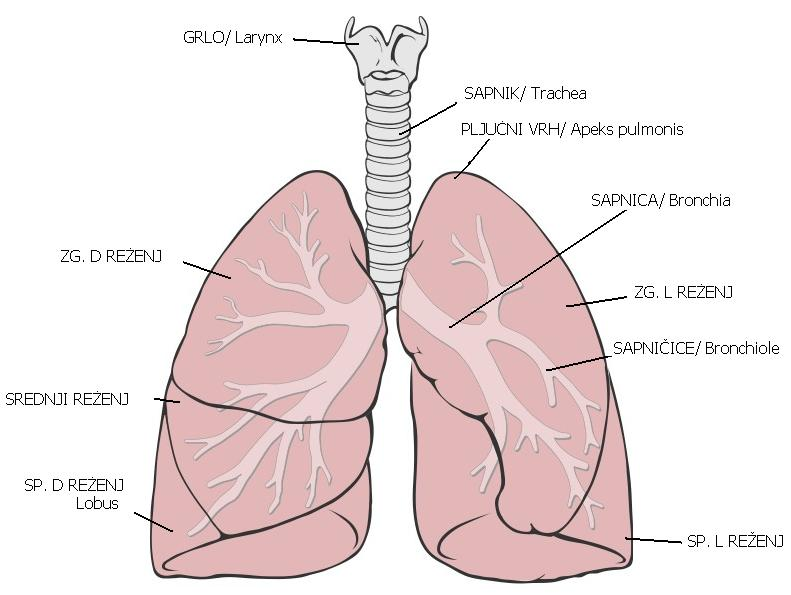 GRLO/ Larynx
SAPNIK/ Trachea
PLJUČNI VRH/ Apeks pulmonis
SAPNICA/ Bronchia
ZG. D REŽENJ
ZG. L REŽENJ
SAPNIČICE/ Bronchiole
SREDNJI REŽENJ
SP. D REŽENJ
Lobus
SP. L REŽENJ